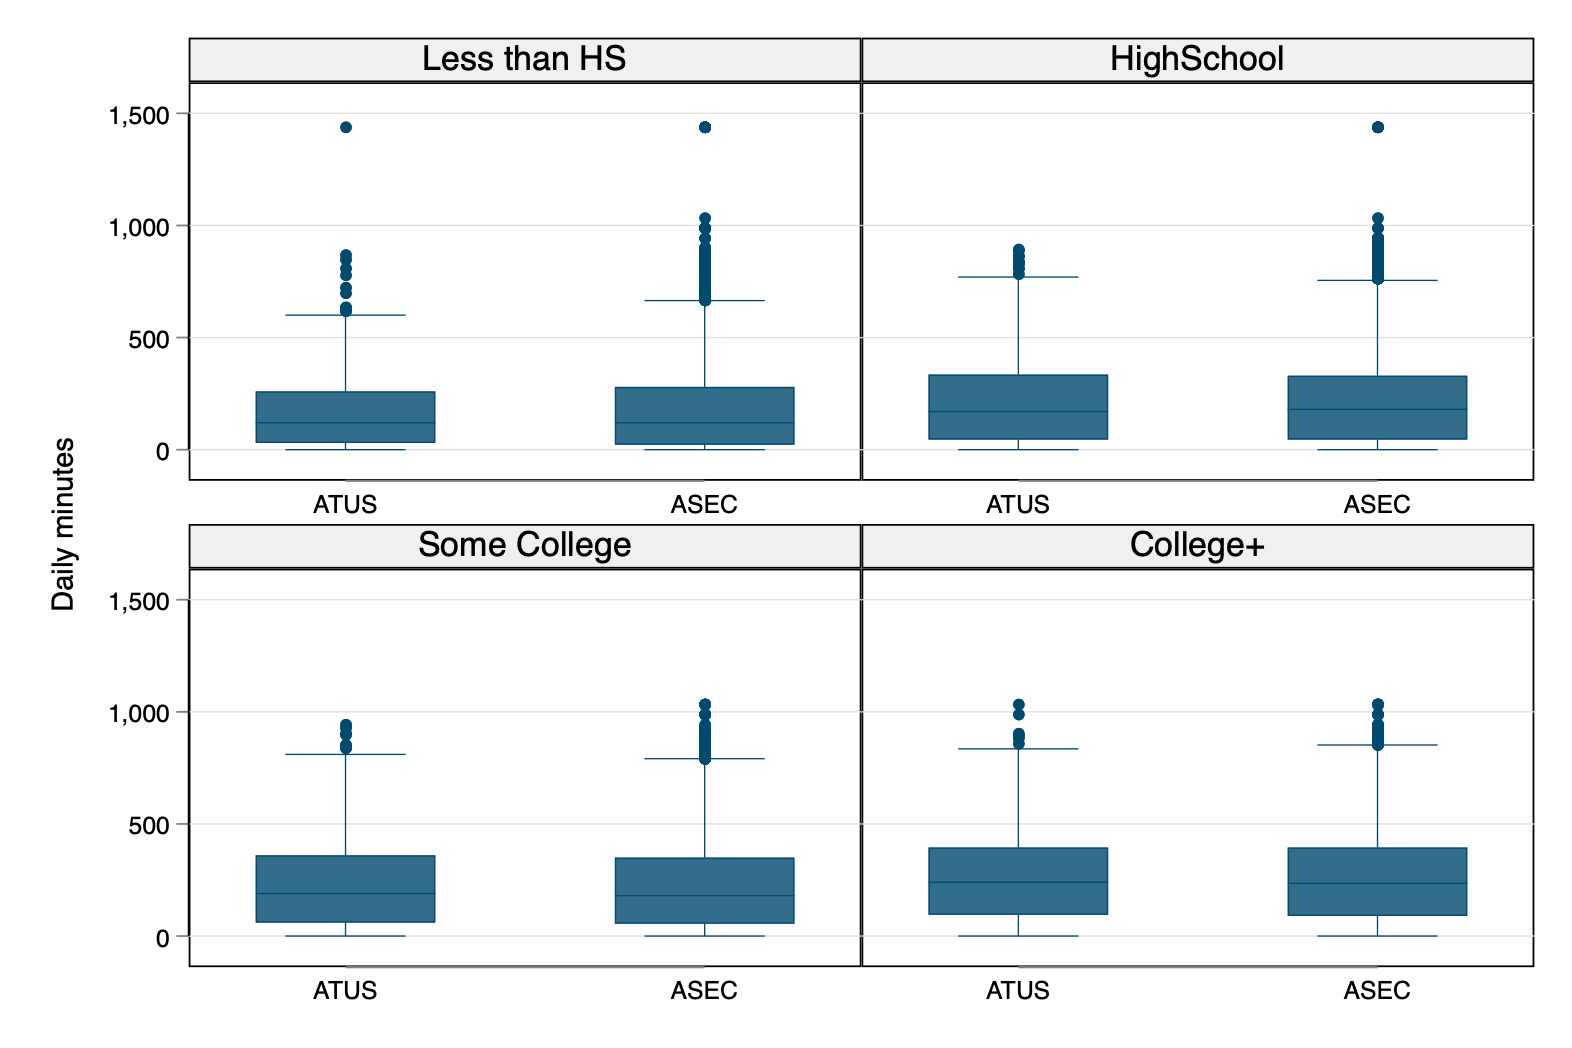 Less than HS
HighSchool
1,500
1,000
500
0
ATUS
ASEC
ATUS
ASEC
Daily minutes
Some College
College+
1,500
1,000
500
0
ATUS
ASEC
ATUS
ASEC